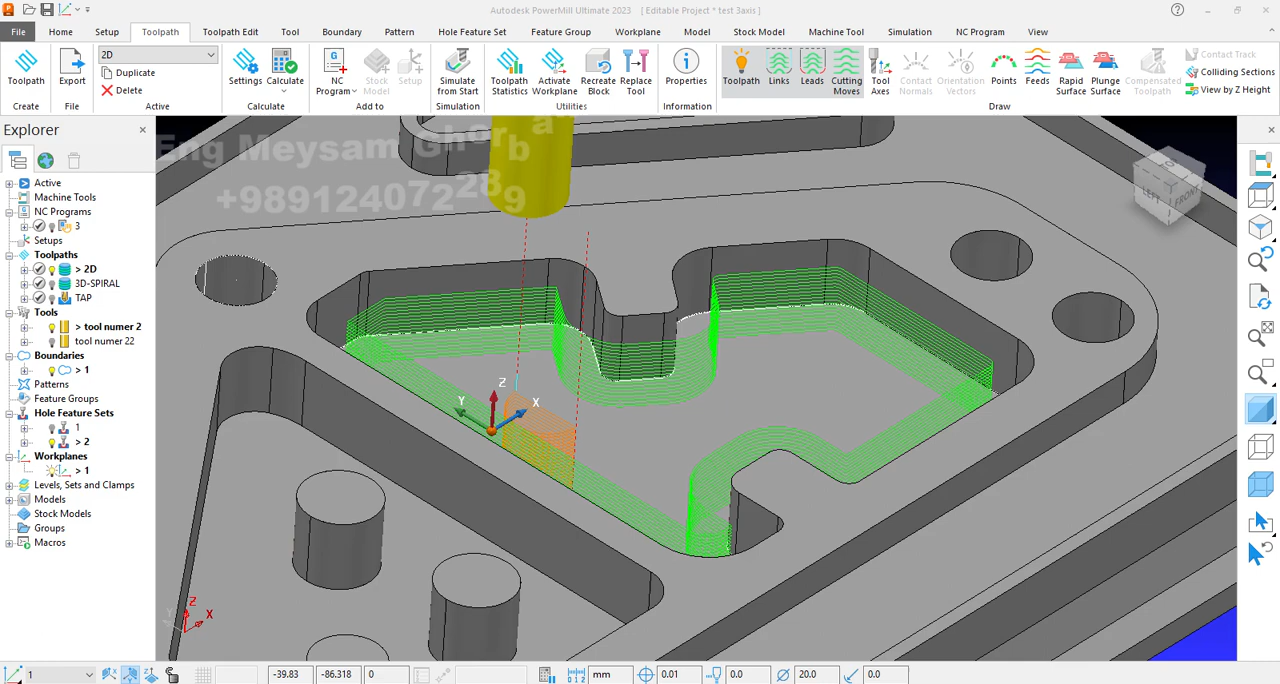 Autodesk PowerMill Ultimate 2023 [ Editable Project * test 3axis ]
File Home Setup Toolpath Toolpath Edit Tool Boundary Pattern Hole Feature Set Feature Group Workplane Model Stock Model Machine Tool Simulation NC Program View
2D
Duplicate
Delete
Toolpath
Export
Settings
Calculate
NC Program
Stock Model
Setup
Simulate from Start
Toolpath Statistics
Activate Workplane
Recreate Block
Replace Tool
Properties
Toolpath
Links
Leads
Cutting Moves
Tool Axes
Contact Normals
Orientation Vectors
Points
Feeds
Rapid Surface
Plunge Surface
Compensated Toolpath
Contact Track
Colliding Sections
View by Z Height
Create File Active Calculate Add to Simulation Utilities Information Draw
Explorer
Active
Machine Tools
NC Programs
3
Setups
Toolpaths
> 2D
3D-SPIRAL
TAP
Tools
> tool numer 2
tool numer 22
Boundaries
> 1
Patterns
Feature Groups
Hole Feature Sets
1
> 2
Workplanes
> 1
Levels, Sets and Clamps
Models
Stock Models
Groups
Macros
Eng Meysam Ghorba
+989124072289
LEFT FRONT
Z
Y X
Z
Y X
1 -39.83 -86.318 0 mm 0.01 0.0 20.0 0.0